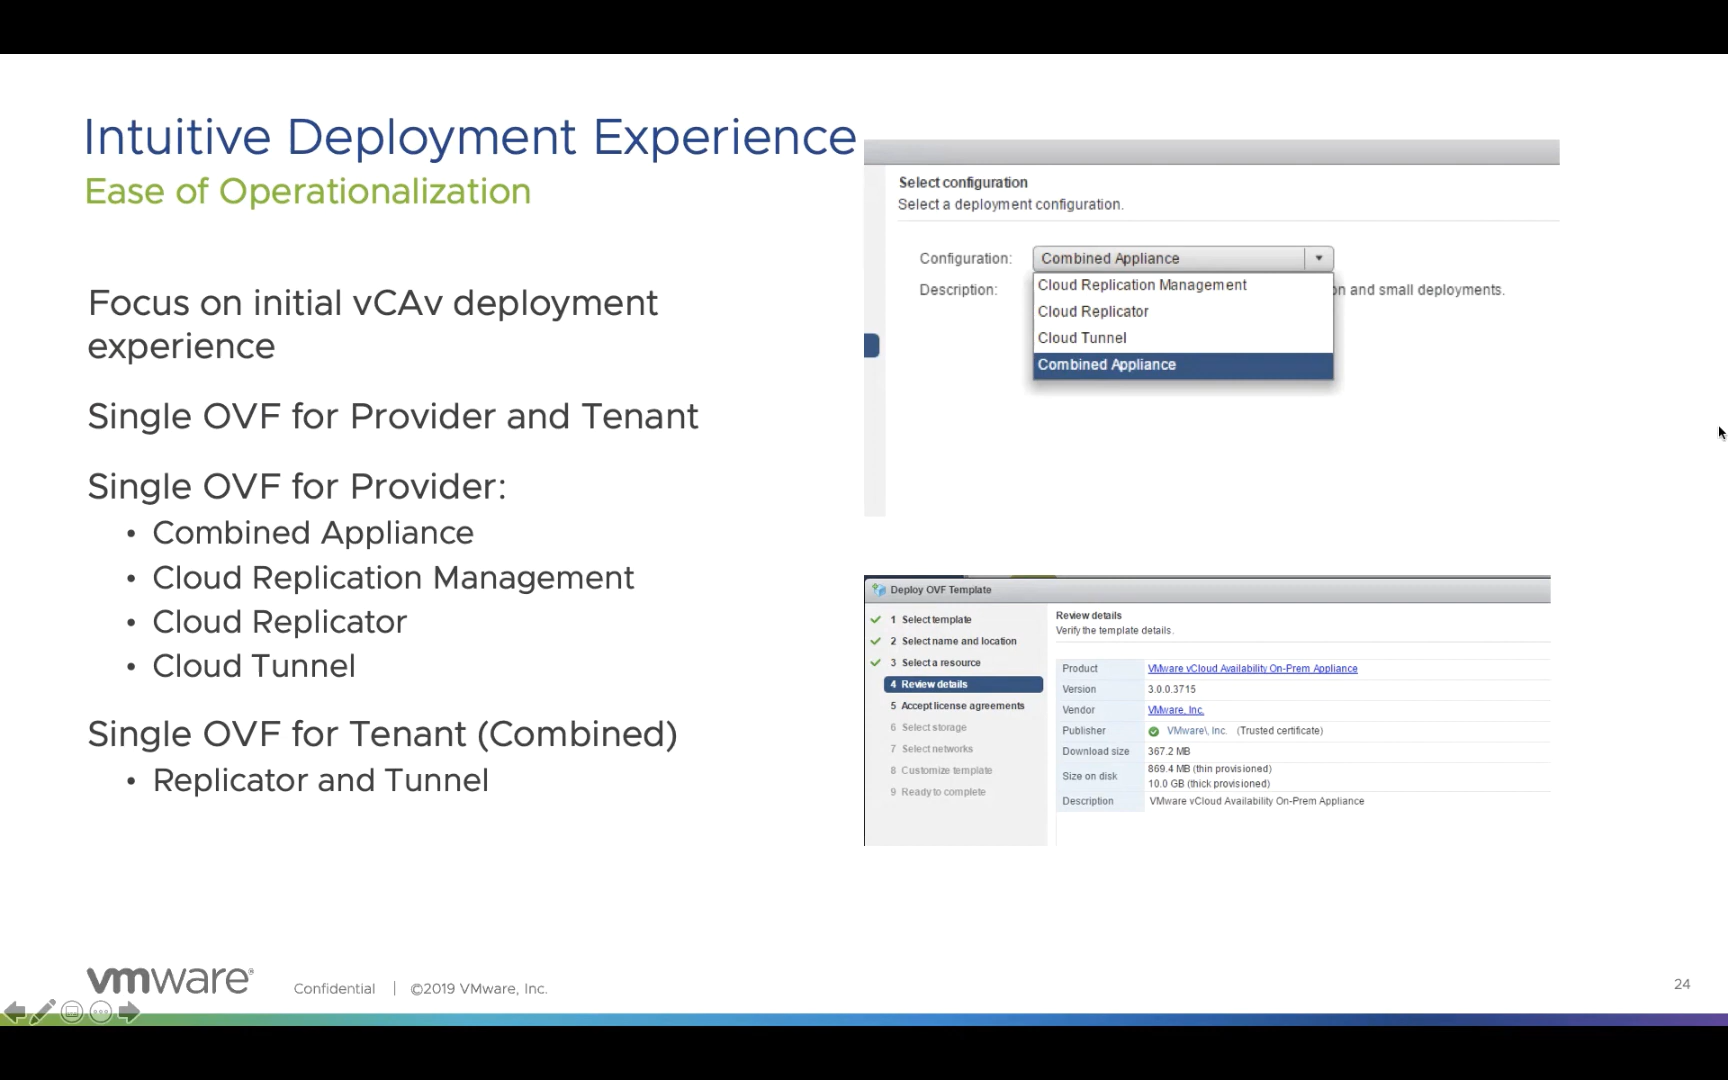 Intuitive Deployment Experience
Ease of Operationalization
Focus on initial vCAv deployment
experience
Single OVF for Provider and Tenant
Single OVF for Provider:
• Combined Appliance
• Cloud Replication Management
• Cloud Replicator
• Cloud Tunnel
Single OVF for Tenant (Combined)
• Replicator and Tunnel
Select configuration
Select a deployment configuration.
Configuration: Combined Appliance
Cloud Replication Management
Description: on and small deployments.
Cloud Replicator
Cloud Tunnel
Combined Appliance
Deploy OVF Template
1 Select template
2 Select name and location
3 Select a resource
4 Review details
5 Accept license agreements
6 Select storage
7 Select networks
8 Customize template
9 Ready to complete
Review details
Verify the template details.
Product VMware vCloud Availability On-Prem Appliance
Version 3.0.0.3715
Vendor VMware, Inc.
Publisher VMware\, Inc. (Trusted certificate)
Download size 367.2 MB
Size on disk 869.4 MB (thin provisioned)
10.0 GB (thick provisioned)
Description VMware vCloud Availability On-Prem Appliance
vmware®
Confidential | ©2019 VMware, Inc.
24